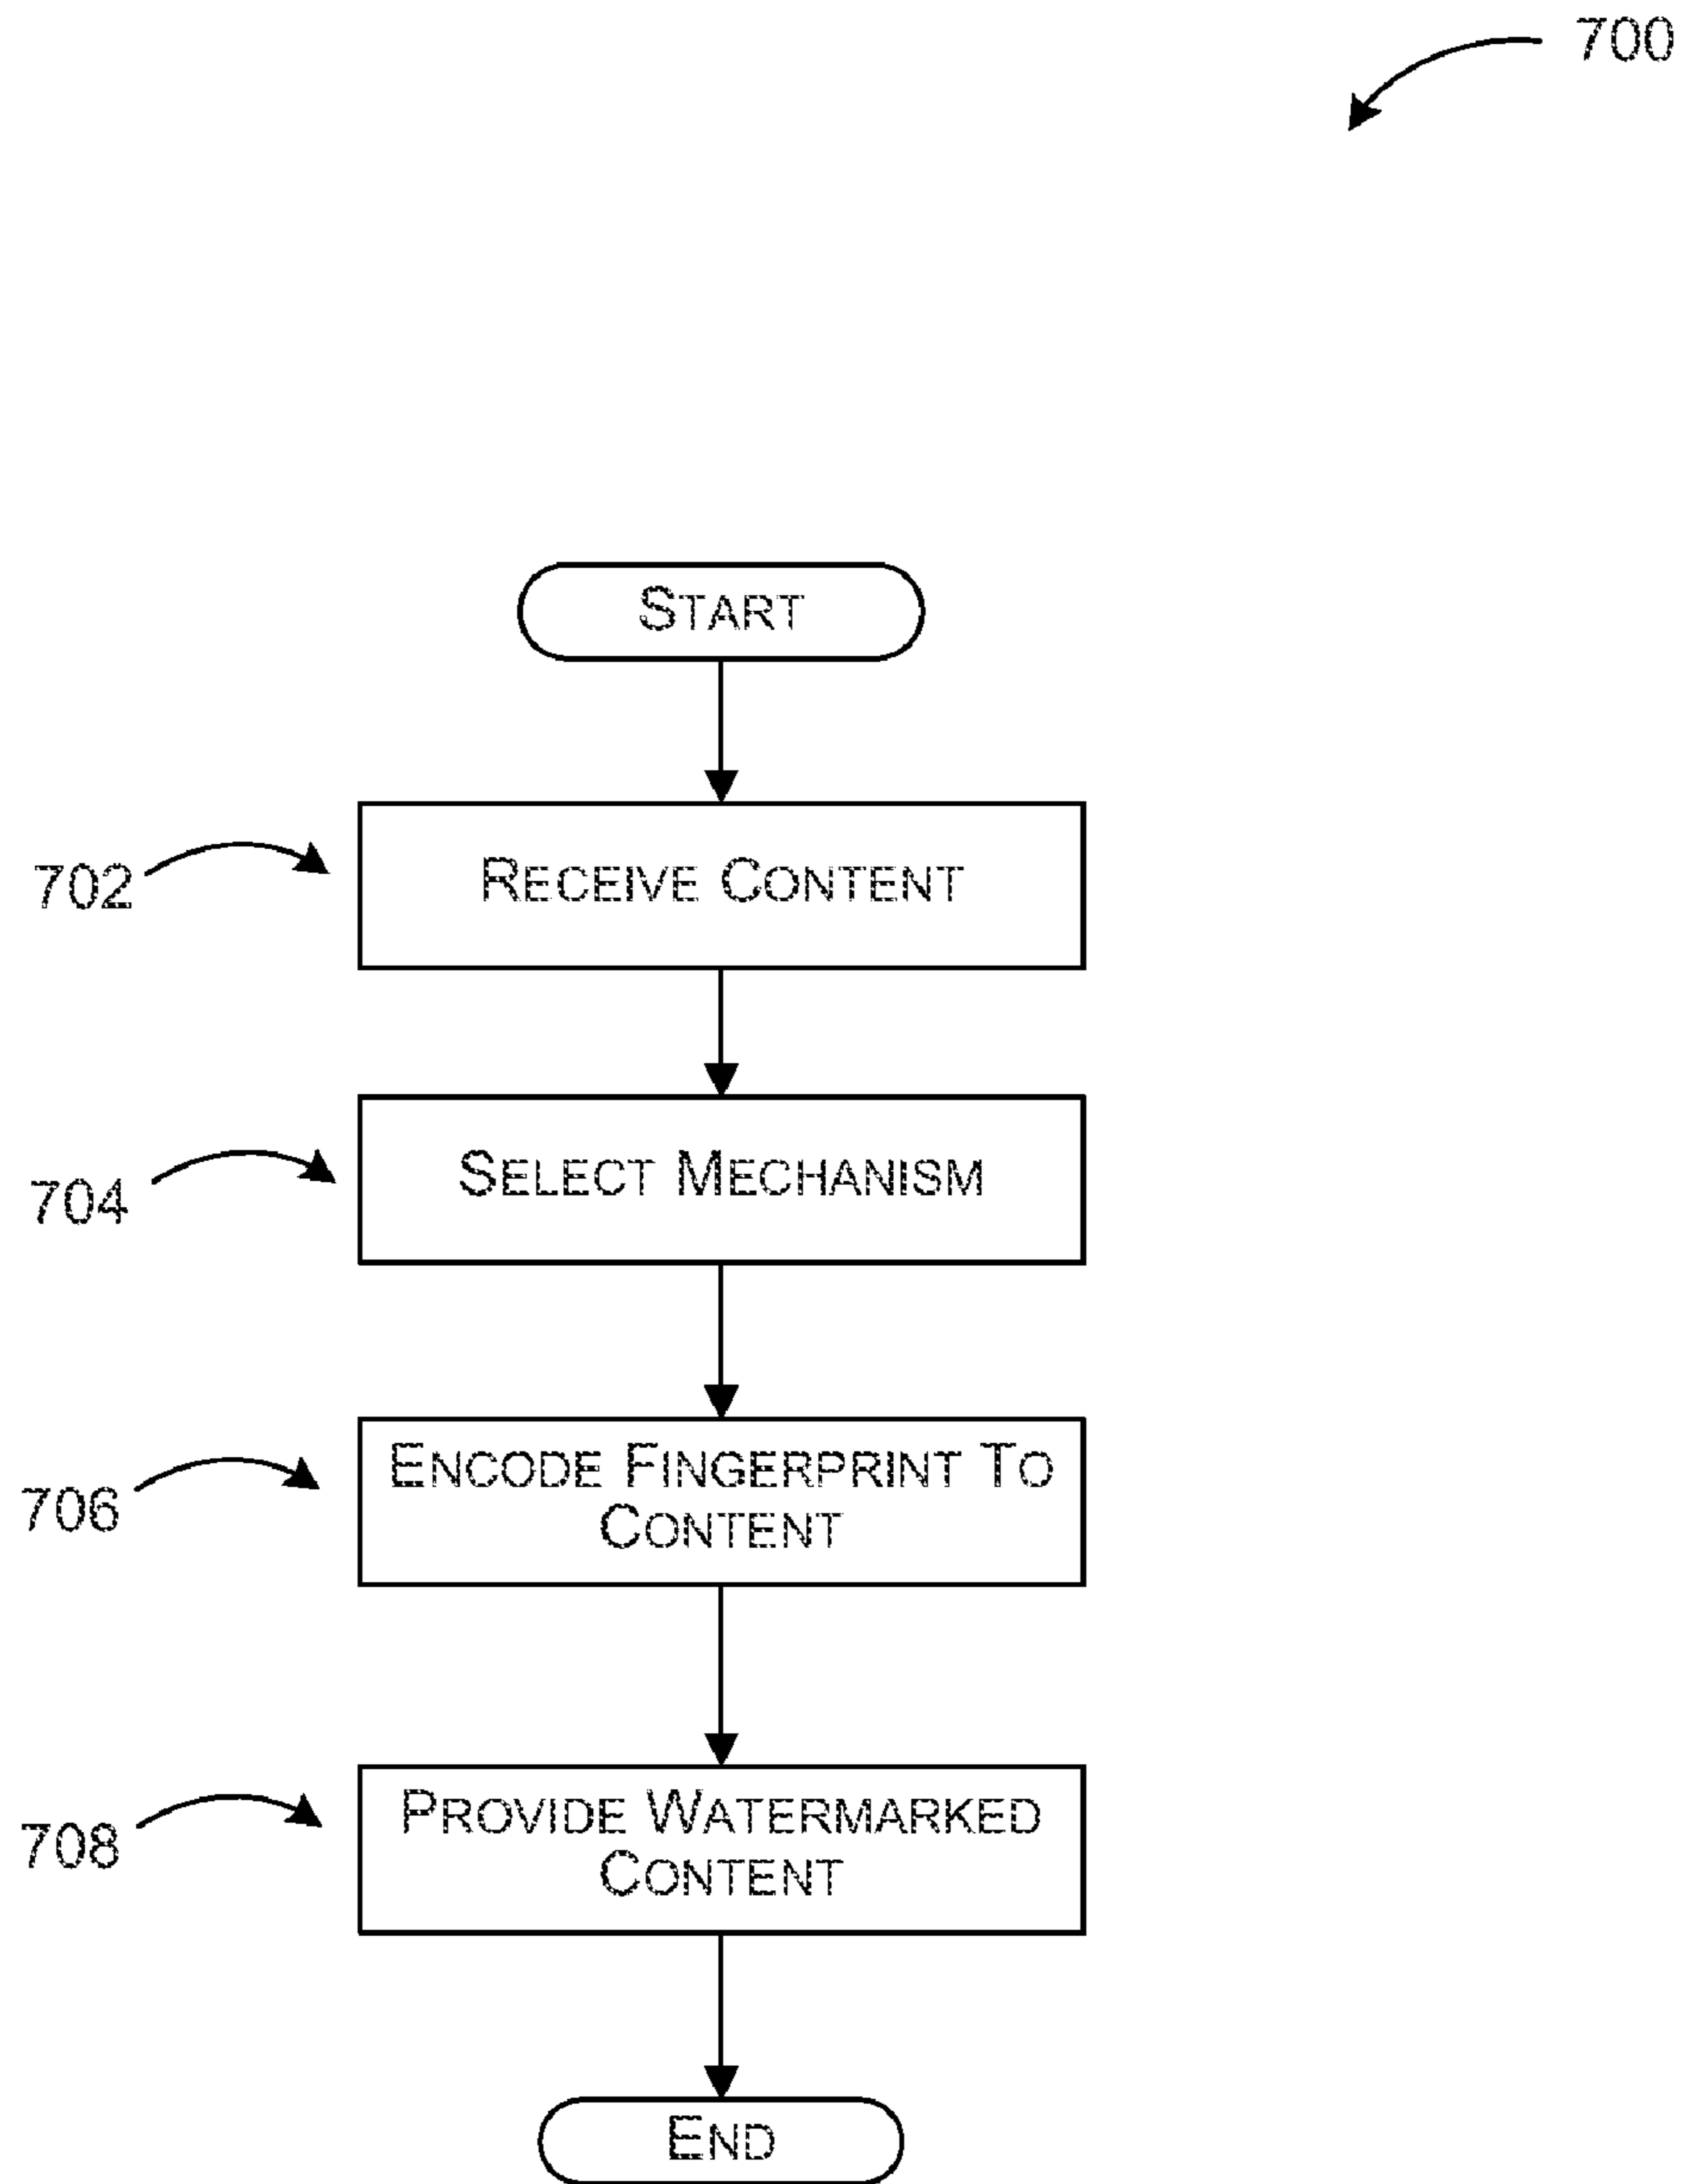 700
START
702
RECEIVE CONTENT
704
SELECT MECHANISM
706
ENCODE FINGERPRINT TO
CONTENT
708
PROVIDE WATERMARKED
CONTENT
END